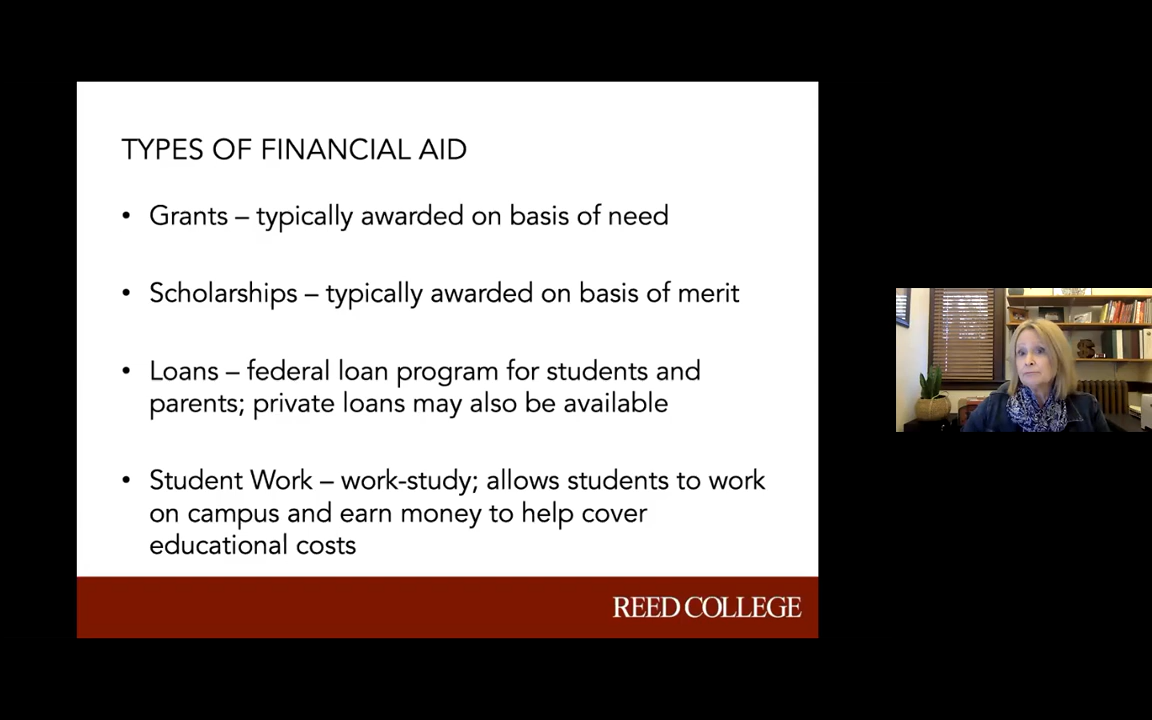 TYPES OF FINANCIAL AID
• Grants – typically awarded on basis of need
• Scholarships – typically awarded on basis of merit
• Loans – federal loan program for students and
parents; private loans may also be available
• Student Work – work-study; allows students to work
on campus and earn money to help cover
educational costs
REED COLLEGE